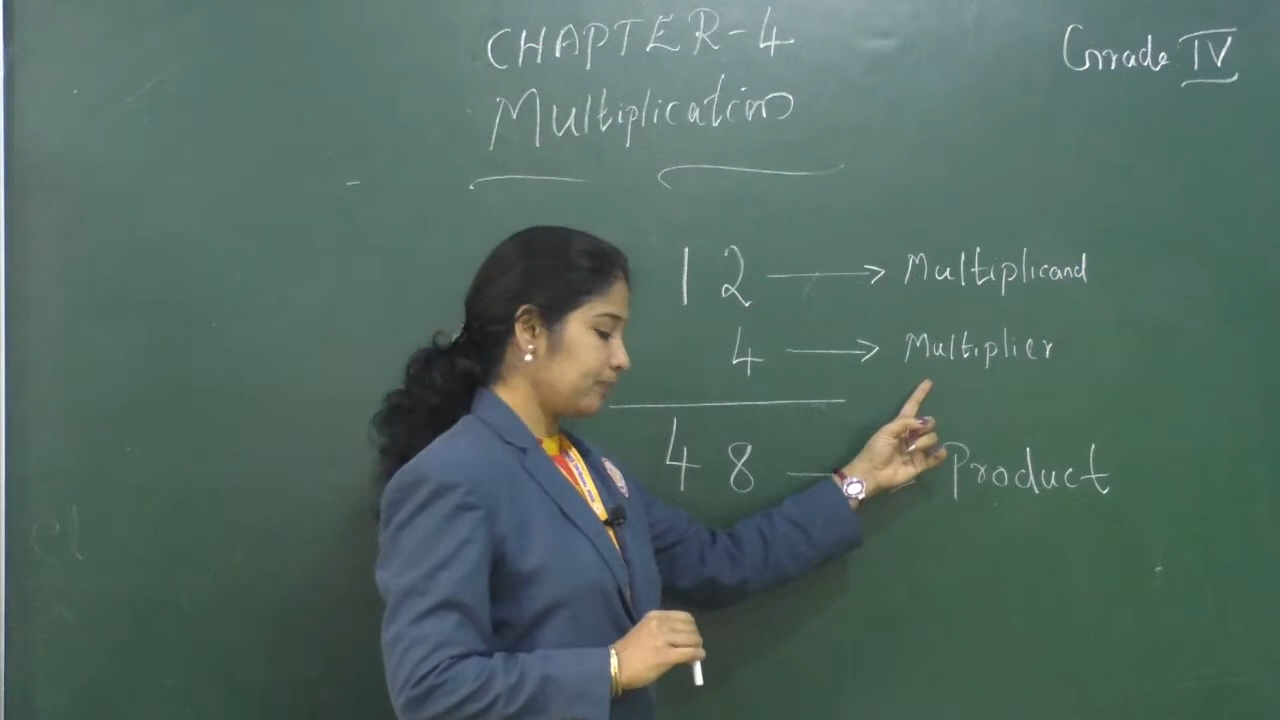 CHAPTER-4
Grade IV
Multiplication
12 → Multiplicand
4 → Multiplier
48 — Product